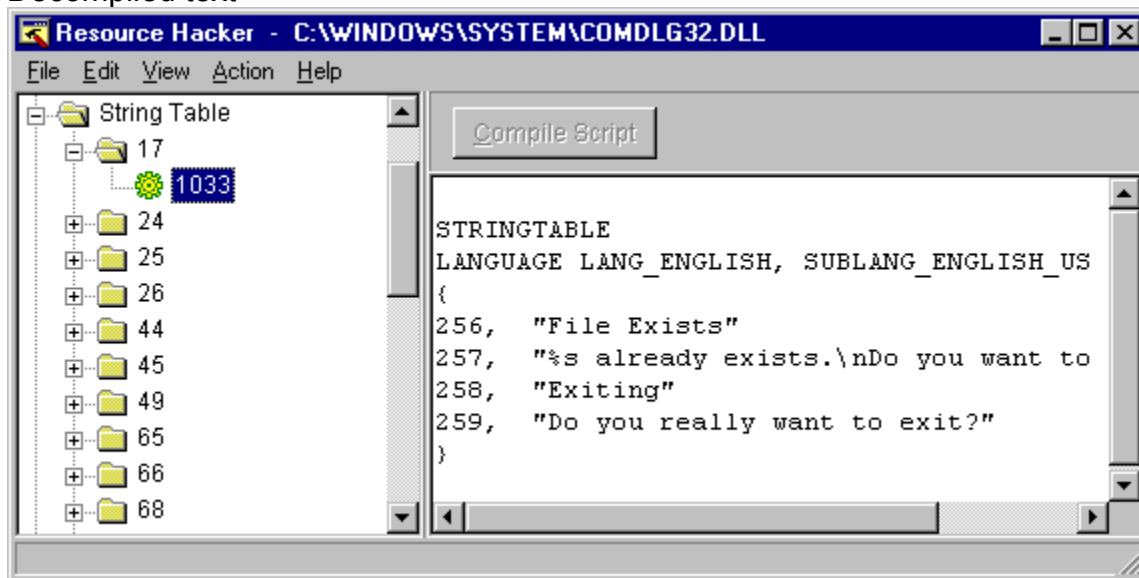 Resource Hacker - C:\WINDOWS\SYSTEM\COMDLG32.DLL
File Edit View Action Help
String Table
17
1033
24
25
26
44
45
49
65
66
68
Compile Script
STRINGTABLE
LANGUAGE LANG_ENGLISH, SUBLANG_ENGLISH_US
{
256, "File Exists"
257, "%s already exists.\nDo you want to
258, "Exiting"
259, "Do you really want to exit?"
}